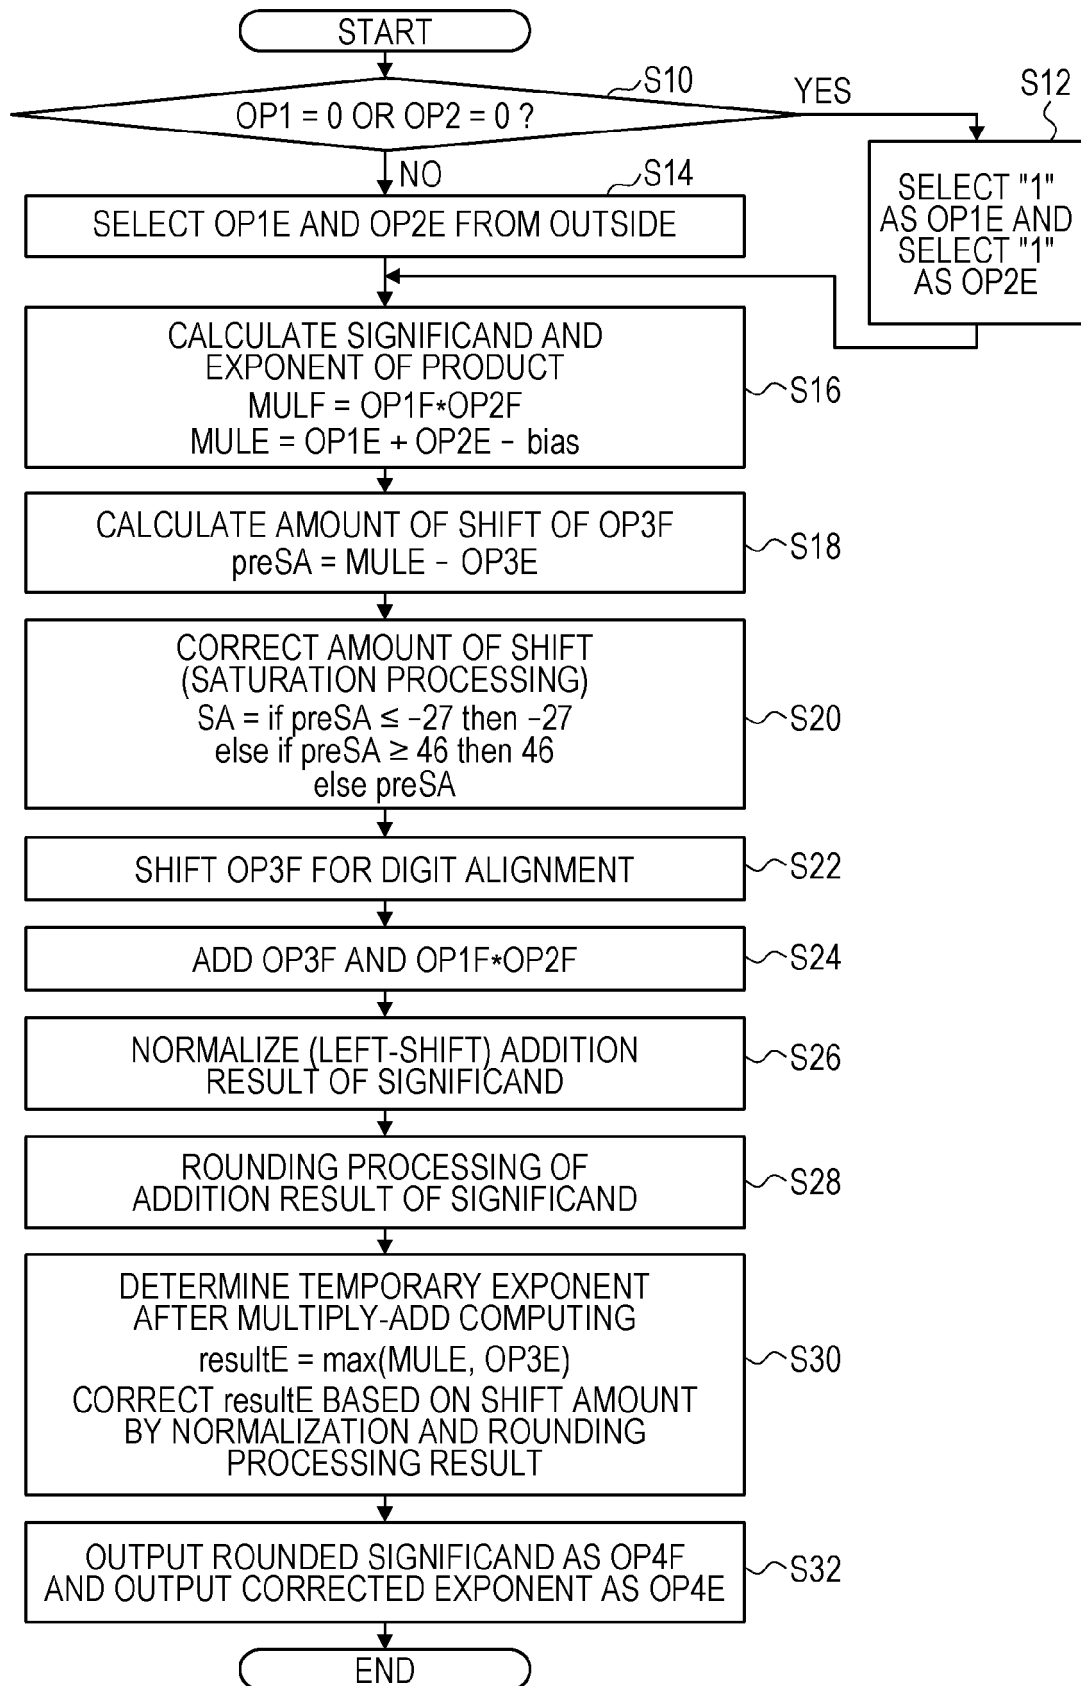 START
S10
OP1 = 0 OR OP2 = 0 ?
YES
S12
SELECT "1"
AS OP1E AND
SELECT "1"
AS OP2E
NO
S14
SELECT OP1E AND OP2E FROM OUTSIDE
CALCULATE SIGNIFICAND AND
EXPONENT OF PRODUCT
MULF = OP1F*OP2F
MULE = OP1E + OP2E – bias
S16
CALCULATE AMOUNT OF SHIFT OF OP3F
preSA = MULE – OP3E
S18
CORRECT AMOUNT OF SHIFT
(SATURATION PROCESSING)
SA = if preSA ≤ –27 then –27
else if preSA ≥ 46 then 46
else preSA
S20
SHIFT OP3F FOR DIGIT ALIGNMENT
S22
ADD OP3F AND OP1F*OP2F
S24
NORMALIZE (LEFT-SHIFT) ADDITION
RESULT OF SIGNIFICAND
S26
ROUNDING PROCESSING OF
ADDITION RESULT OF SIGNIFICAND
S28
DETERMINE TEMPORARY EXPONENT
AFTER MULTIPLY-ADD COMPUTING
resultE = max(MULE, OP3E)
CORRECT resultE BASED ON SHIFT AMOUNT
BY NORMALIZATION AND ROUNDING
PROCESSING RESULT
S30
OUTPUT ROUNDED SIGNIFICAND AS OP4F
AND OUTPUT CORRECTED EXPONENT AS OP4E
S32
END